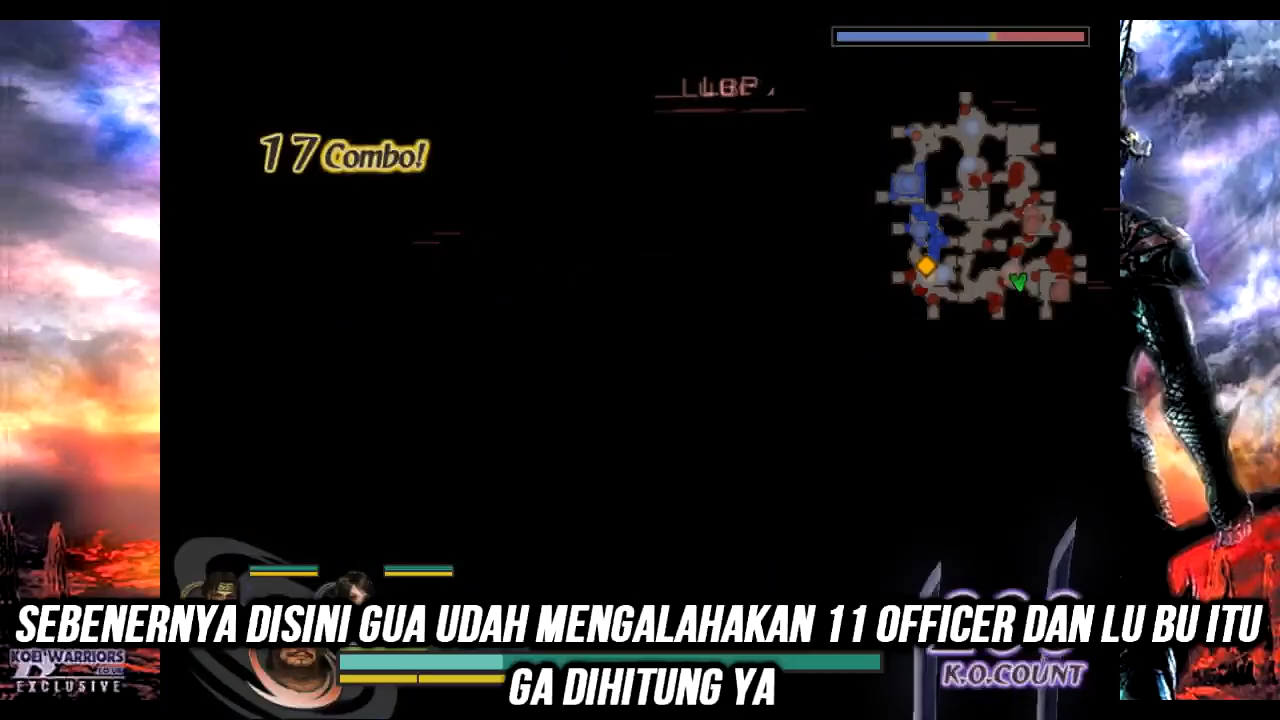 17 Combo!
SEBENERNYA DISINI GUA UDAH MENGALAHAKAN 11 OFFICER DAN LU BU ITU
GA DIHITUNG YA
KOEI WARRIORS
EXCLUSIVE
K.O.COUNT